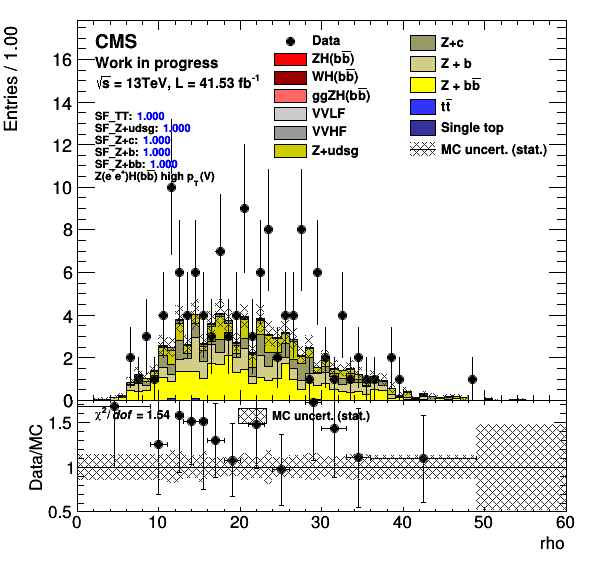 CMS
Work in progress
√s = 13TeV, L = 41.53 fb⁻¹
SF_TT: 1.000
SF_Z+udsg: 1.000
SF_Z+c: 1.000
SF_Z+b: 1.000
SF_Z+bb: 1.000
Z(e⁻e⁺)H(bb̅) high p_T(V)
Data
ZH(bb̅)
WH(bb̅)
ggZH(bb̅)
VVLF
VVHF
Z+udsg
Z+c
Z + b
Z + bb̅
tt̅
Single top
MC uncert. (stat.)
Entries / 1.00
16
14
12
10
8
6
4
2
0
χ²/dof = 1.54
MC uncert. (stat.)
Data/MC
1.5
1
0.5
0 10 20 30 40 50 60
rho